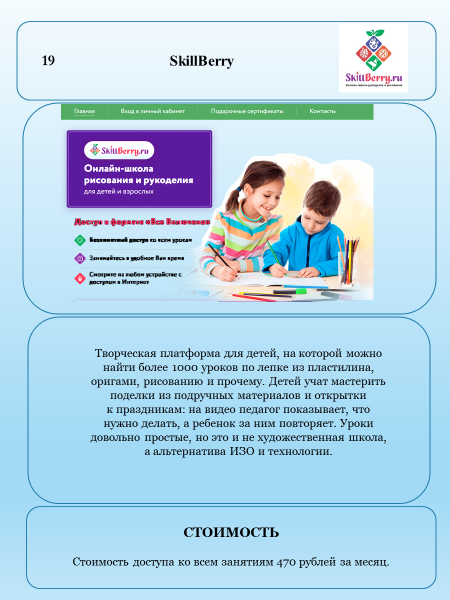 19
SkillBerry
SkillBerry.ru
Онлайн-школа рукоделия и рисования
Главная
Вход в личный кабинет
Подарочные сертификаты
Контакты
SkillBerry.ru
Онлайн-школа
рисования и рукоделия
для детей и взрослых
Доступ в формате «Все Включено»
Безлимитный доступ ко всем урокам
Занимайтесь в удобное Вам время
Смотрите на любом устройстве с
доступом в Интернет
Творческая платформа для детей, на которой можно
найти более 1000 уроков по лепке из пластилина,
оригами, рисованию и прочему. Детей учат мастерить
поделки из подручных материалов и открытки
к праздникам: на видео педагог показывает, что
нужно делать, а ребенок за ним повторяет. Уроки
довольно простые, но это и не художественная школа,
а альтернатива ИЗО и технологии.
СТОИМОСТЬ
Стоимость доступа ко всем занятиям 470 рублей за месяц.